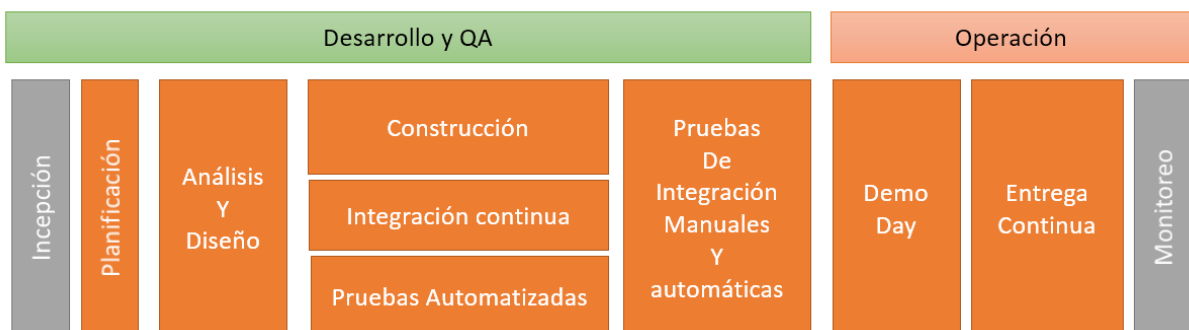 Desarrollo y QA
Operación
Incepción
Planificación
Análisis
Y
Diseño
Construcción
Integración continua
Pruebas Automatizadas
Pruebas
De
Integración
Manuales
Y
automáticas
Demo
Day
Entrega
Continua
Monitoreo